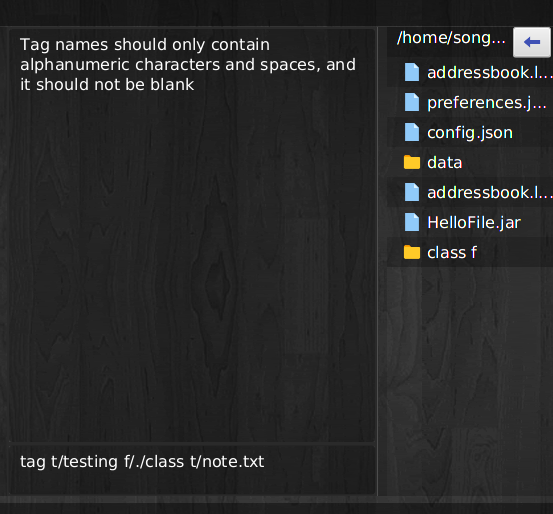 Tag names should only contain
alphanumeric characters and spaces, and
it should not be blank
tag t/testing f/./class t/note.txt
/home/song...
addressbook.l...
preferences.j...
config.json
data
addressbook.l...
HelloFile.jar
class f